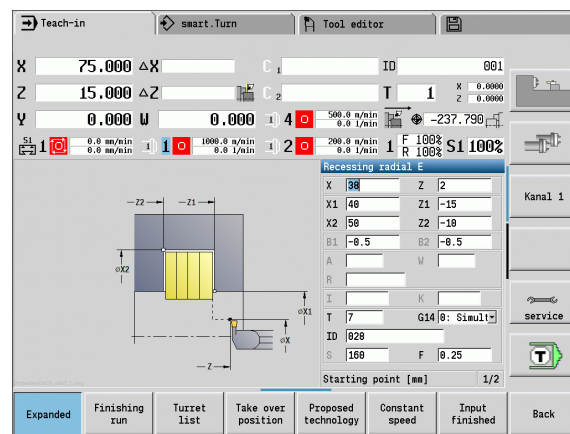 Teach-in smart.Turn Tool editor
X 75.000 △X C 1 ID 001
Z 15.000 △Z C 2 T 1 X 0.0000 Z 0.0000
Y 0.000 W 0.000 4 500.0 m/min 0.0 1/min -237.790
S1 1 0.0 mm/min 0.0 mm/min 1 1000.0 m/min 0.0 1/min 2 200.0 m/min 0.0 1/min 1 F 100% R 100% S1 100%
Recessing radial E
X 38 Z 2
X1 40 Z1 -15
X2 50 Z2 -10
B1 -0.5 B2 -0.5
A W
R
I K
T 7 G14 0: Simult
ID 028
S 160 F 0.25
Starting point [mm] 1/2
Z2 Z1
øX2
øX1
øX
Z
Kanal 1
service
T
Expanded
Finishing run
Turret list
Take over position
Proposed technology
Constant speed
Input finished
Back